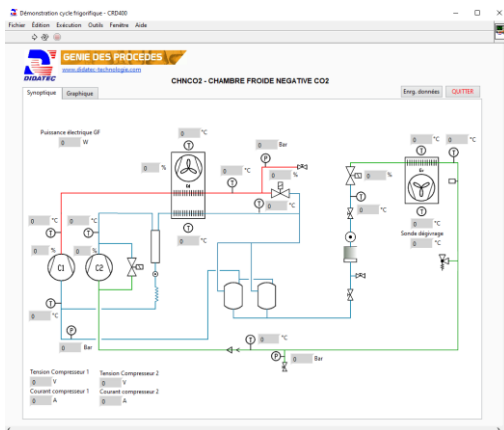 Démonstration cycle frigorifique - CRD400
Fichier Édition Exécution Outils Fenêtre Aide
DIDATEC
GENIE DES PROCEDES
www.didatec-technologie.com
CHNCO2 - CHAMBRE FROIDE NEGATIVE CO2
Synoptique Graphique
Enrg. données QUITTER
Puissance électrique GF
0 W
0 °C
0 Bar
0 °C 0 °C
T P T T T
0 % 0 °C 0 % 0 % Ev
T
0 °C 0 °C 0 °C 0 °C
T T T T T
0 °C
Sonde dégivrage
0 °C
0 % 0 %
C1 C2
T
0 °C
P
0 Bar
0 °C
T
P 0 Bar
Tension Compresseur 1 Tension Compresseur 2
0 V 0 V
Courant compresseur 1 Courant compresseur 2
0 A 0 A